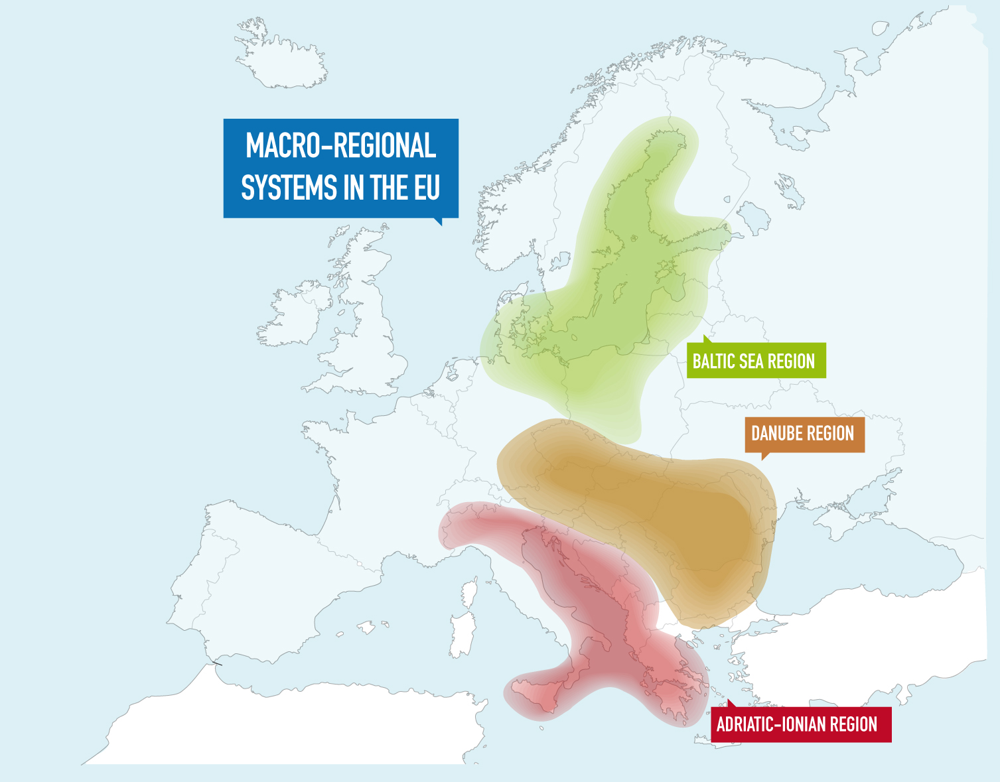 MACRO-REGIONAL
SYSTEMS IN THE EU
BALTIC SEA REGION
DANUBE REGION
ADRIATIC-IONIAN REGION